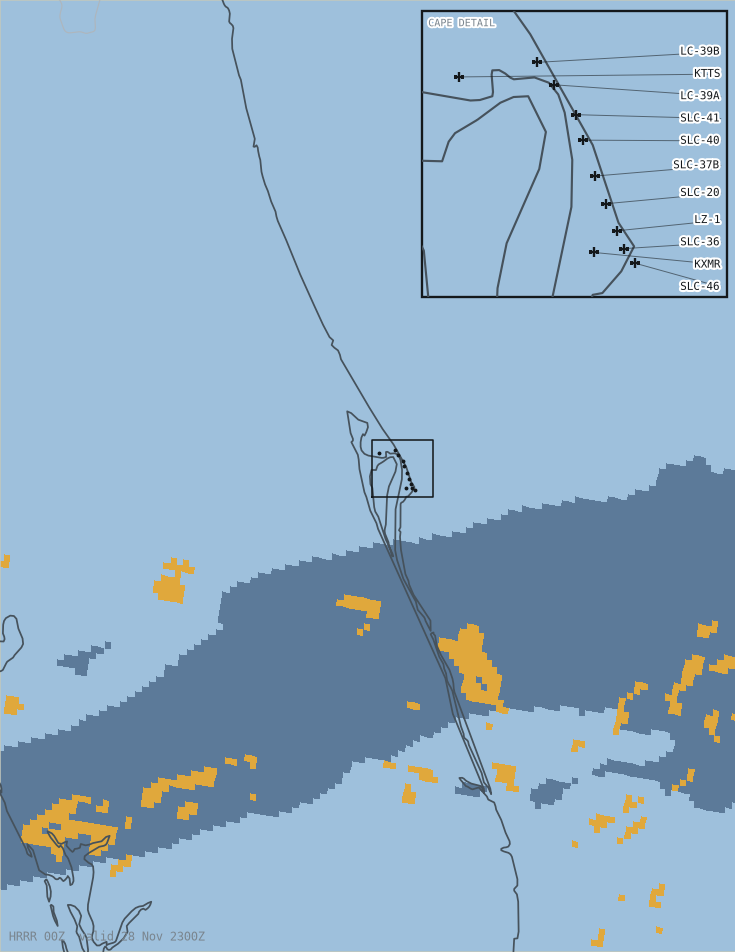 CAPE DETAIL
LC-39B
KTTS
LC-39A
SLC-41
SLC-40
SLC-37B
SLC-20
LZ-1
SLC-36
KXMR
SLC-46
HRRR 00Z valid 28 Nov 2300Z